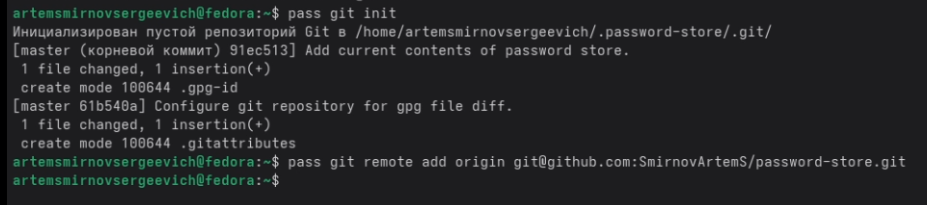 artemsmirnovsergeevich@fedora:~$ pass git init
Инициализирован пустой репозиторий Git в /home/artemsmirnovsergeevich/.password-store/.git/
[master (корневой коммит) 91ec513] Add current contents of password store.
 1 file changed, 1 insertion(+)
 create mode 100644 .gpg-id
[master 61b540a] Configure git repository for gpg file diff.
 1 file changed, 1 insertion(+)
 create mode 100644 .gitattributes
artemsmirnovsergeevich@fedora:~$ pass git remote add origin git@github.com:SmirnovArtemS/password-store.git
artemsmirnovsergeevich@fedora:~$